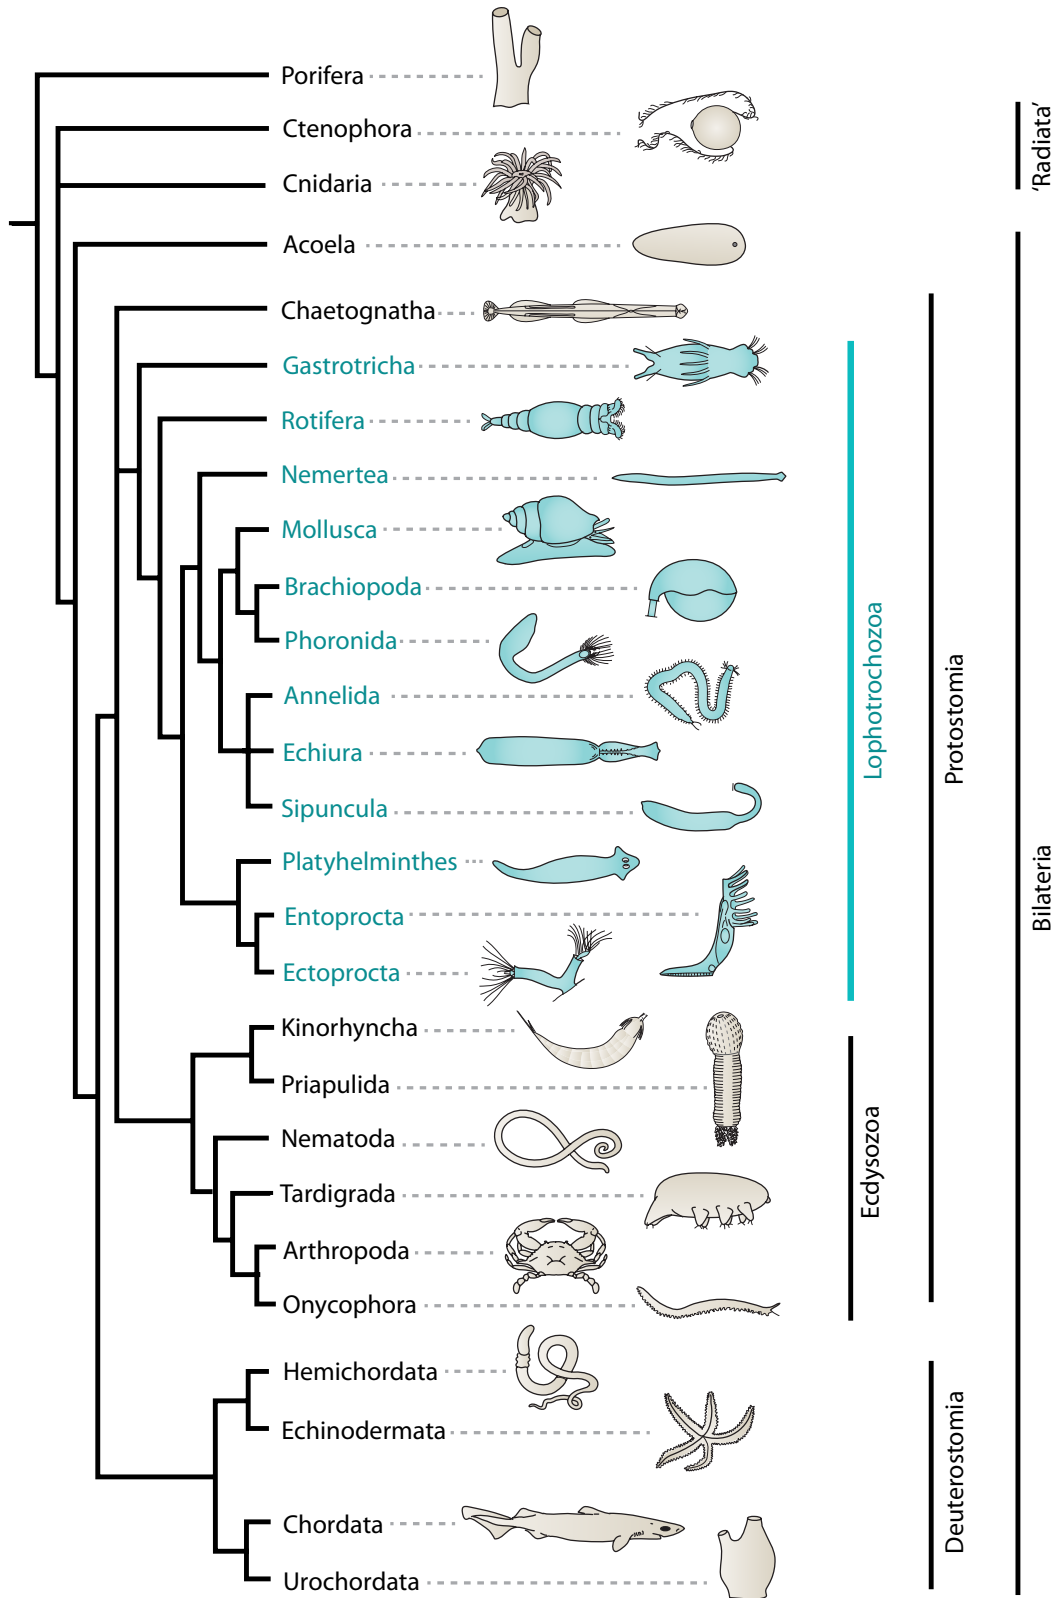 Porifera
Ctenophora
Cnidaria
'Radiata'
Acoela
Chaetognatha
Gastrotricha
Rotifera
Nemertea
Mollusca
Brachiopoda
Phoronida
Annelida
Echiura
Sipuncula
Platyhelminthes
Entoprocta
Ectoprocta
Lophotrochozoa
Kinorhyncha
Priapulida
Nematoda
Tardigrada
Arthropoda
Onycophora
Ecdysozoa
Protostomia
Hemichordata
Echinodermata
Chordata
Urochordata
Deuterostomia
Bilateria